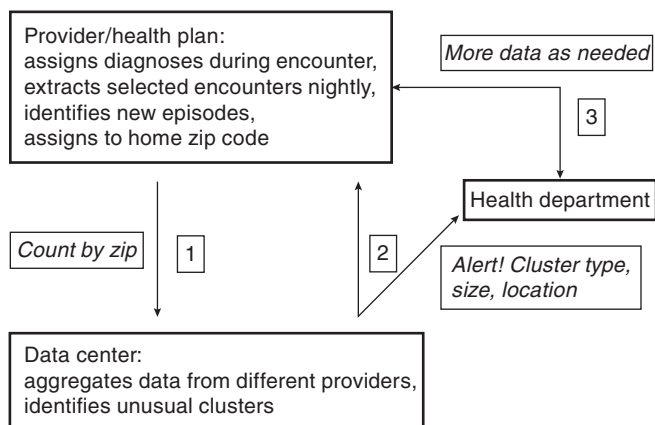 Provider/health plan:
assigns diagnoses during encounter,
extracts selected encounters nightly,
identifies new episodes,
assigns to home zip code
More data as needed
3
Health department
Count by zip
1
2
Alert! Cluster type,
size, location
Data center:
aggregates data from different providers,
identifies unusual clusters